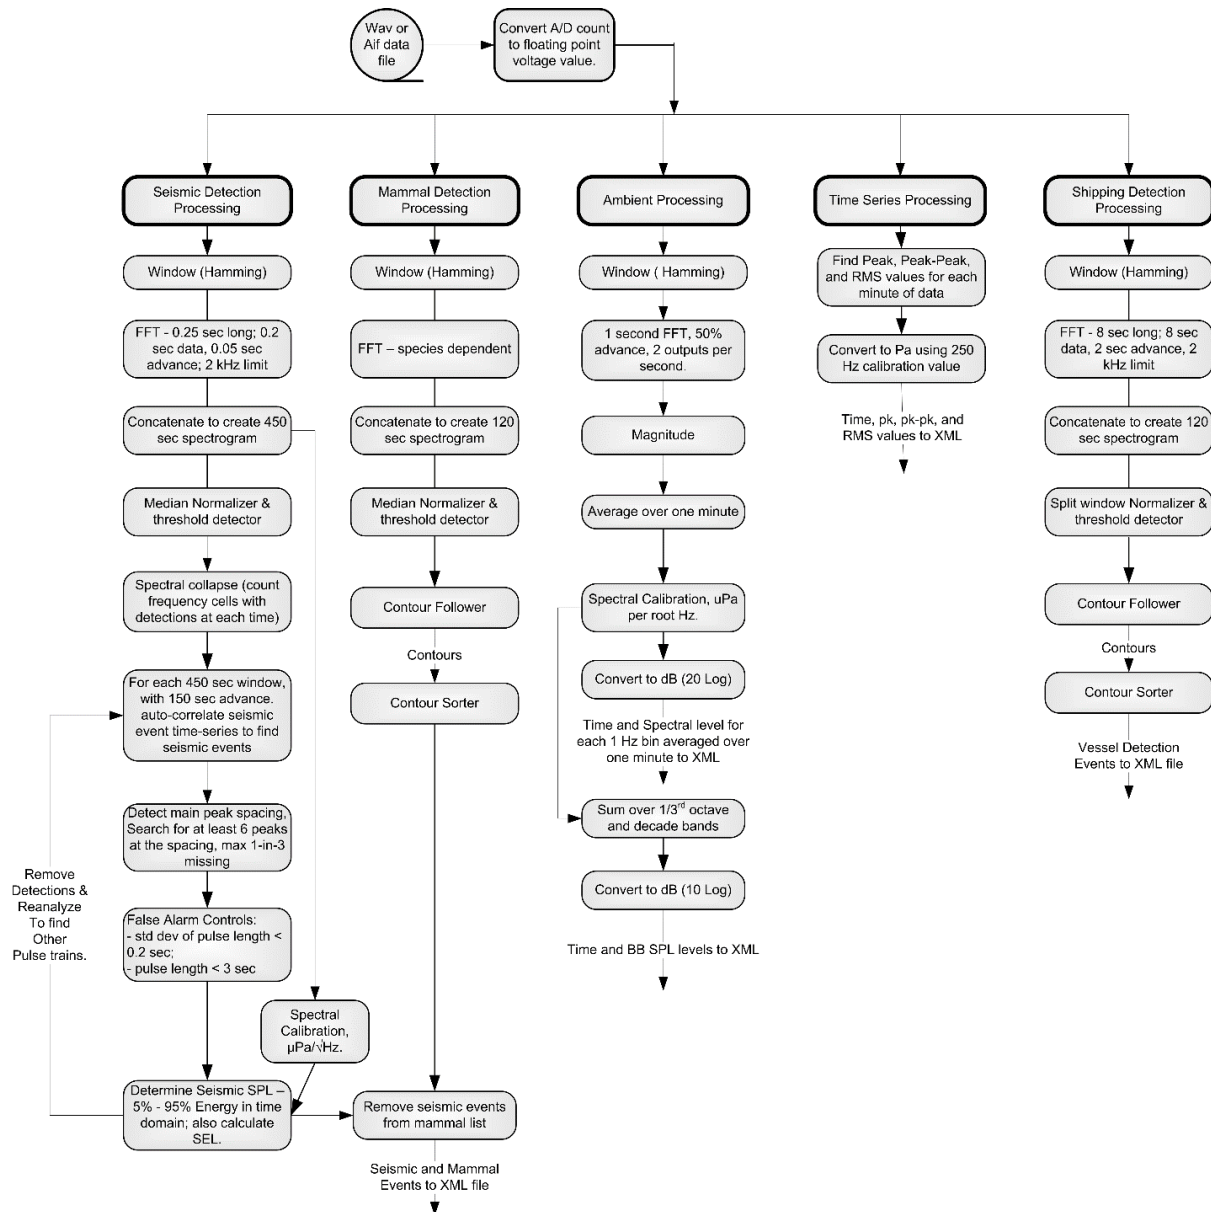 Wav or
Aif data
file
Convert A/D count
to floating point
voltage value.
Seismic Detection
Processing
Window (Hamming)
FFT - 0.25 sec long; 0.2
sec data, 0.05 sec
advance; 2 kHz limit
Concatenate to create 450
sec spectrogram
Median Normalizer &
threshold detector
Spectral collapse (count
frequency cells with
detections at each time)
For each 450 sec window,
with 150 sec advance.
auto-correlate seismic
event time-series to find
seismic events
Detect main peak spacing,
Search for at least 6 peaks
at the spacing, max 1-in-3
missing
Remove
Detections &
Reanalyze
To find
Other
Pulse trains.
False Alarm Controls:
- std dev of pulse length <
0.2 sec;
- pulse length < 3 sec
Spectral
Calibration,
µPa/√Hz.
Determine Seismic SPL –
5% - 95% Energy in time
domain; also calculate
SEL.
Mammal Detection
Processing
Window (Hamming)
FFT – species dependent
Concatenate to create 120
sec spectrogram
Median Normalizer &
threshold detector
Contour Follower
Contours
Contour Sorter
Remove seismic events
from mammal list
Seismic and Mammal
Events to XML file
Ambient Processing
Window ( Hamming)
1 second FFT, 50%
advance, 2 outputs per
second.
Magnitude
Average over one minute
Spectral Calibration, uPa
per root Hz.
Convert to dB (20 Log)
Time and Spectral level for
each 1 Hz bin averaged over
one minute to XML
Sum over 1/3rd octave
and decade bands
Convert to dB (10 Log)
Time and BB SPL levels to XML
Time Series Processing
Find Peak, Peak-Peak,
and RMS values for each
minute of data
Convert to Pa using 250
Hz calibration value
Time, pk, pk-pk, and
RMS values to XML
Shipping Detection
Processing
Window (Hamming)
FFT - 8 sec long; 8 sec
data, 2 sec advance, 2
kHz limit
Concatenate to create 120
sec spectrogram
Split window Normalizer &
threshold detector
Contour Follower
Contours
Contour Sorter
Vessel Detection
Events to XML file